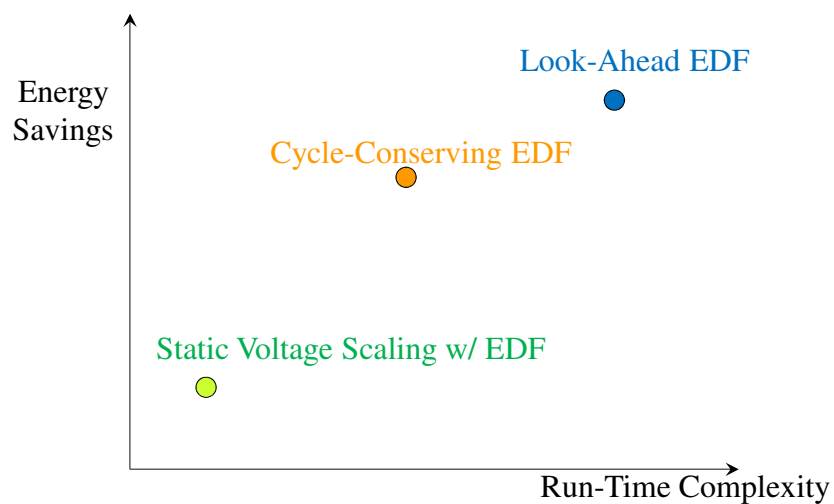 Look-Ahead EDF
Energy
Savings
Cycle-Conserving EDF
Static Voltage Scaling w/ EDF
Run-Time Complexity